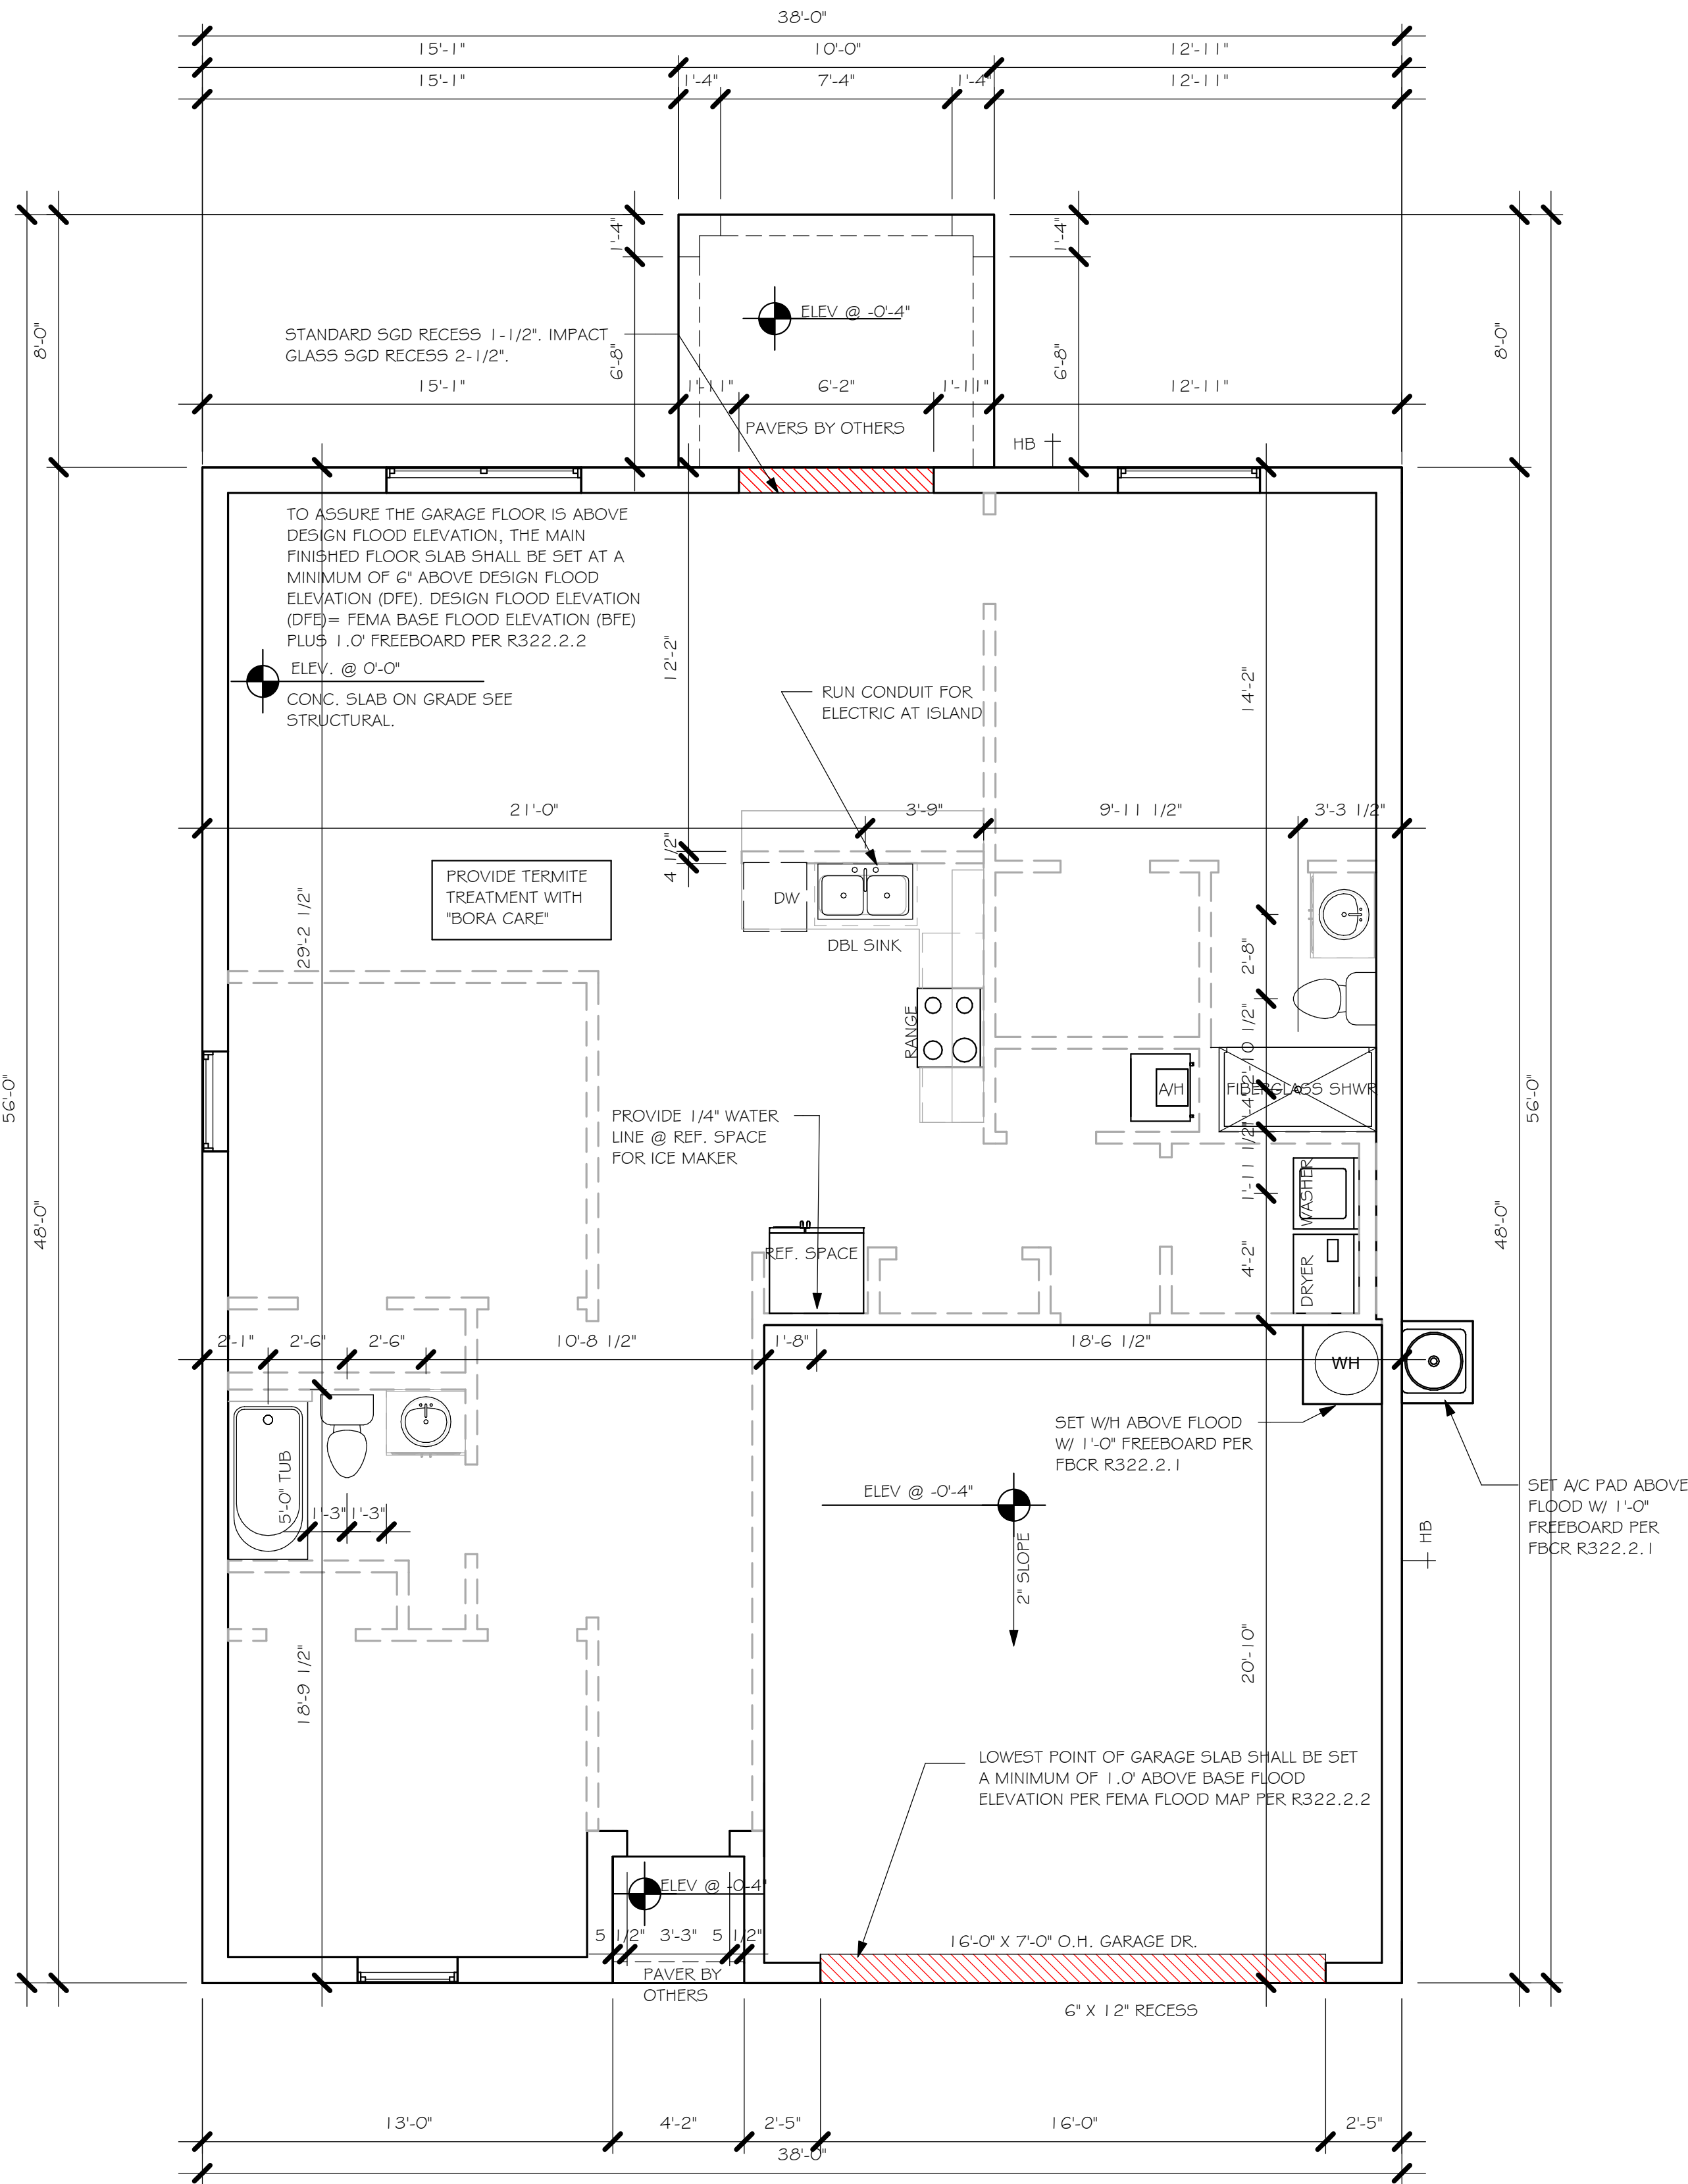 38'-0"
15'-1"
10'-0"
12'-11"
15'-1"
1'-4"
7'-4"
1'-4"
12'-11"
1'-4"
1'-4"
ELEV @ -0'-4"
STANDARD SGD RECESS 1-1/2". IMPACT
GLASS SGD RECESS 2-1/2".
8'-0"
6'-8"
6'-8"
8'-0"
15'-1"
1'-11"
6'-2"
1'-11"
12'-11"
PAVERS BY OTHERS
HB
TO ASSURE THE GARAGE FLOOR IS ABOVE
DESIGN FLOOD ELEVATION, THE MAIN
FINISHED FLOOR SLAB SHALL BE SET AT A
MINIMUM OF 6" ABOVE DESIGN FLOOD
ELEVATION (DFE). DESIGN FLOOD ELEVATION
(DFE)= FEMA BASE FLOOD ELEVATION (BFE)
PLUS 1.0' FREEBOARD PER R322.2.2
ELEV. @ 0'-0"
CONC. SLAB ON GRADE SEE
STRUCTURAL.
12'-2"
14'-2"
RUN CONDUIT FOR
ELECTRIC AT ISLAND
21'-0"
3'-9"
9'-11 1/2"
3'-3 1/2"
4 1/2"
PROVIDE TERMITE
TREATMENT WITH
"BORA CARE"
DW
DBL SINK
29'-2 1/2"
2'-8"
RANGE
2'-10 1/2"
A/H
FIBERGLASS SHWR
1'-4"
56'-0"
56'-0"
PROVIDE 1/4" WATER
LINE @ REF. SPACE
FOR ICE MAKER
1'-11 1/2"
WASHER
48'-0"
48'-0"
REF. SPACE
4'-2"
DRYER
2'-1"
2'-6"
2'-6"
10'-8 1/2"
1'-8"
18'-6 1/2"
WH
SET W/H ABOVE FLOOD
W/ 1'-0" FREEBOARD PER
FBCR R322.2.1
5'-0" TUB
1'-3"
1'-3"
ELEV @ -0'-4"
SET A/C PAD ABOVE
FLOOD W/ 1'-0"
FREEBOARD PER
FBCR R322.2.1
HB
2" SLOPE
18'-9 1/2"
20'-10"
LOWEST POINT OF GARAGE SLAB SHALL BE SET
A MINIMUM OF 1.0' ABOVE BASE FLOOD
ELEVATION PER FEMA FLOOD MAP PER R322.2.2
ELEV @ -0-4"
5 1/2"
3'-3"
5 1/2"
16'-0" X 7'-0" O.H. GARAGE DR.
PAVER BY
OTHERS
6" X 12" RECESS
13'-0"
4'-2"
2'-5"
16'-0"
2'-5"
38'-0"